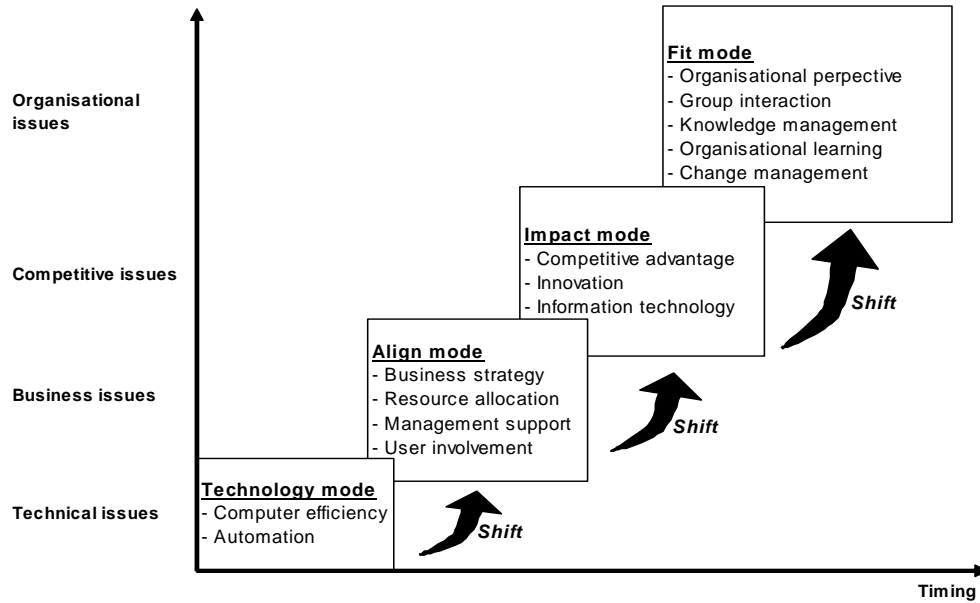 Organisational
issues
Competitive issues
Business issues
Technical issues
Fit mode
- Organisational perpective
- Group interaction
- Knowledge management
- Organisational learning
- Change management
Impact mode
- Competitive advantage
- Innovation
- Information technology
Shift
Align mode
- Business strategy
- Resource allocation
- Management support
- User involvement
Shift
Technology mode
- Computer efficiency
- Automation
Shift
Timing